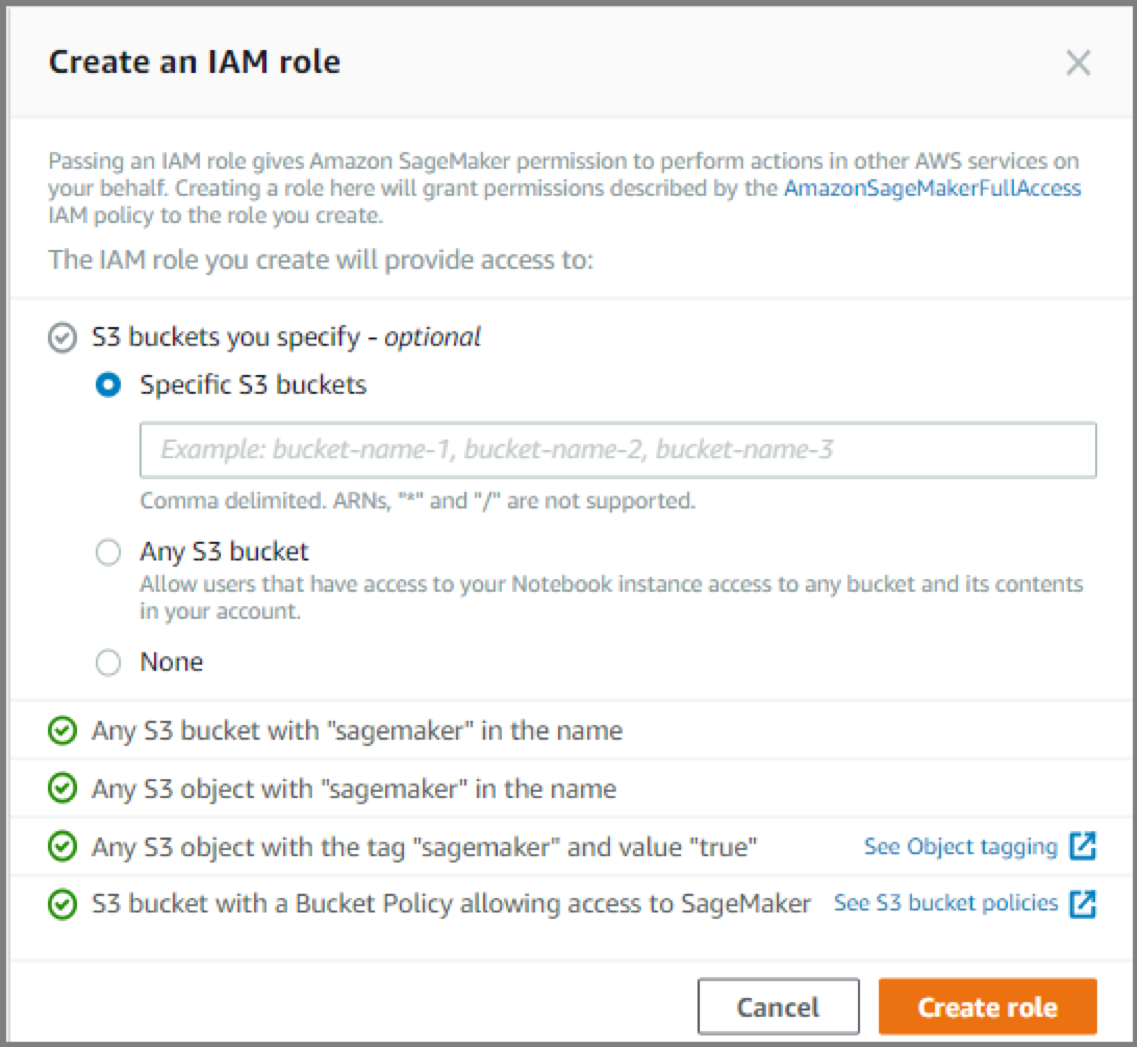 Create an IAM role
Passing an IAM role gives Amazon SageMaker permission to perform actions in other AWS services on
your behalf. Creating a role here will grant permissions described by the AmazonSageMakerFullAccess
IAM policy to the role you create.
The IAM role you create will provide access to:
S3 buckets you specify - optional
Specific S3 buckets
Example: bucket-name-1, bucket-name-2, bucket-name-3
Comma delimited. ARNs, "*" and "/" are not supported.
Any S3 bucket
Allow users that have access to your Notebook instance access to any bucket and its contents
in your account.
None
Any S3 bucket with "sagemaker" in the name
Any S3 object with "sagemaker" in the name
Any S3 object with the tag "sagemaker" and value "true" See Object tagging
S3 bucket with a Bucket Policy allowing access to SageMaker See S3 bucket policies
Cancel Create role